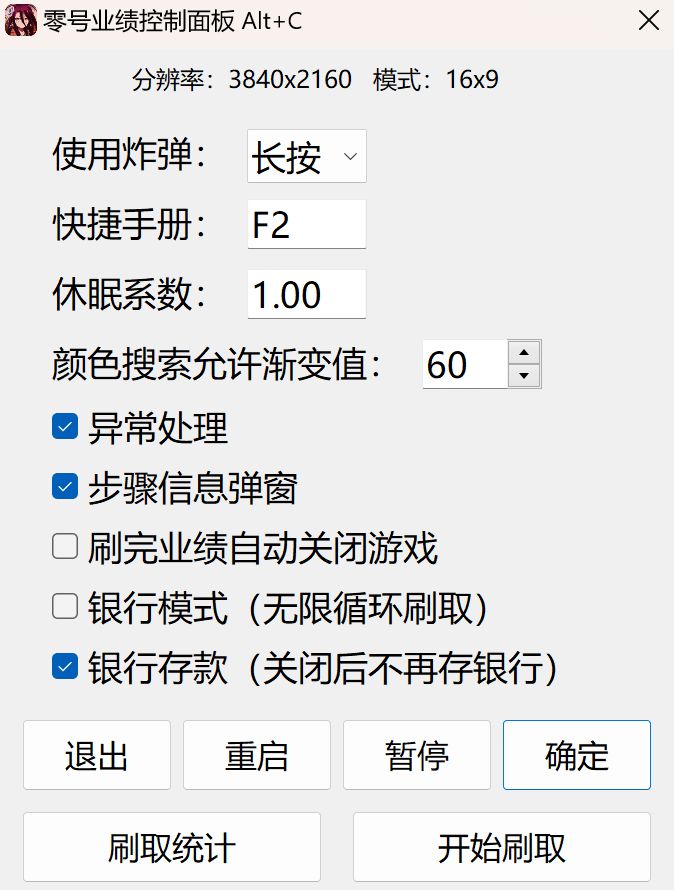 零号业绩控制面板 Alt+C
分辨率：3840x2160 模式：16x9
使用炸弹： 长按
快捷手册： F2
休眠系数： 1.00
颜色搜索允许渐变值： 60
异常处理
步骤信息弹窗
刷完业绩自动关闭游戏
银行模式（无限循环刷取）
银行存款（关闭后不再存银行）
退出 重启 暂停 确定
刷取统计 开始刷取